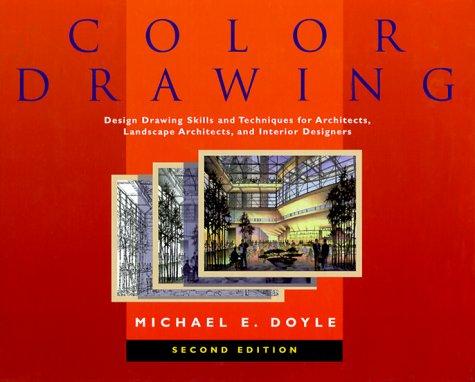 COLOR
DRAWING
Design Drawing Skills and Techniques for Architects,
Landscape Architects, and Interior Designers
MICHAEL E. DOYLE
SECOND EDITION